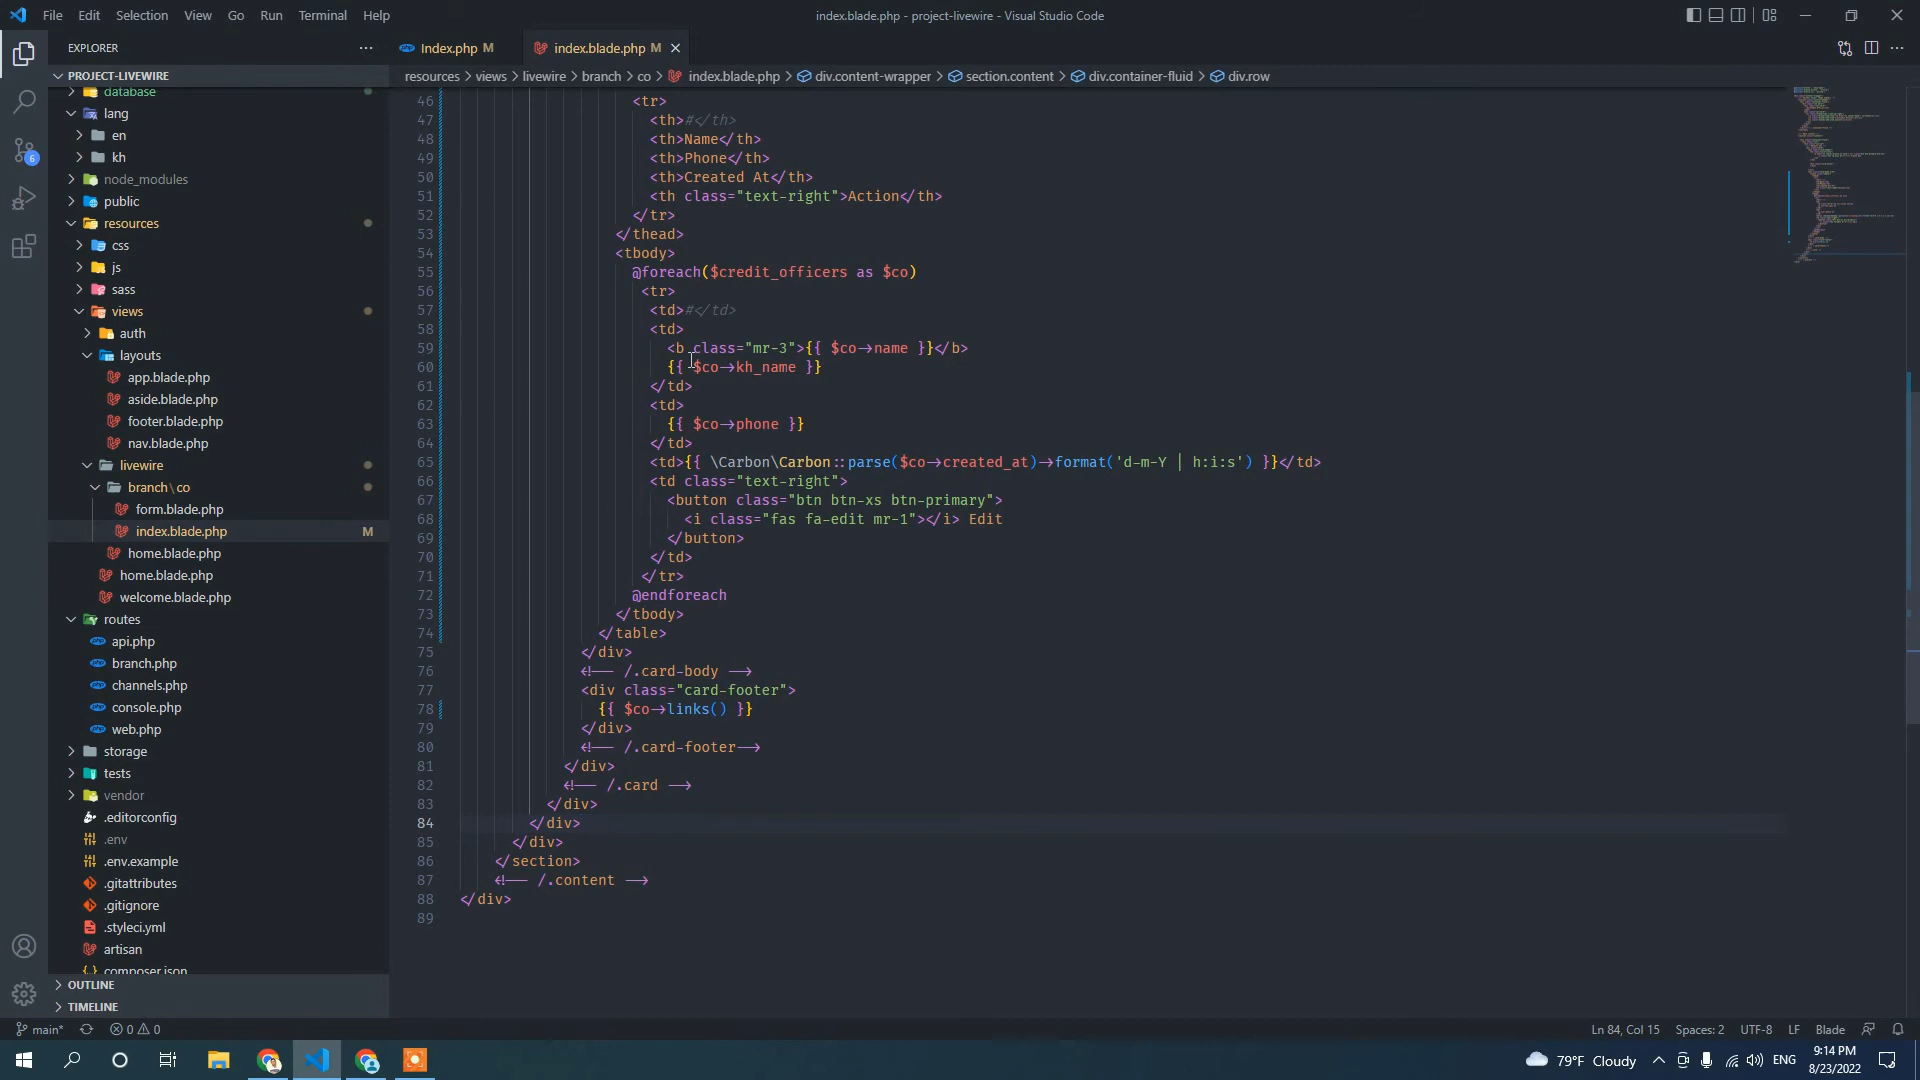 File Edit Selection View Go Run Terminal Help
index.blade.php - project-livewire - Visual Studio Code
EXPLORER
Index.php M
index.blade.php M
PROJECT-LIVEWIRE
resources > views > livewire > branch > co > index.blade.php > div.content-wrapper > section.content > div.container-fluid > div.row
database
lang
en
kh
node_modules
public
resources
css
js
sass
views
auth
layouts
app.blade.php
aside.blade.php
footer.blade.php
nav.blade.php
livewire
branch\co
form.blade.php
index.blade.php M
home.blade.php
home.blade.php
welcome.blade.php
routes
api.php
branch.php
channels.php
console.php
web.php
storage
tests
vendor
.editorconfig
.env
.env.example
.gitattributes
.gitignore
.styleci.yml
artisan
composer.json
OUTLINE
TIMELINE
46 <tr>
47 <th>#</th>
48 <th>Name</th>
49 <th>Phone</th>
50 <th>Created At</th>
51 <th class="text-right">Action</th>
52 </tr>
53 </thead>
54 <tbody>
55 @foreach($credit_officers as $co)
56 <tr>
57 <td>#</td>
58 <td>
59 <b class="mr-3">{{ $co->name }}</b>
60 {{ $co->kh_name }}
61 </td>
62 <td>
63 {{ $co->phone }}
64 </td>
65 <td>{{ \Carbon\Carbon::parse($co->created_at)->format('d-m-Y | h:i:s') }}</td>
66 <td class="text-right">
67 <button class="btn btn-xs btn-primary">
68 <i class="fas fa-edit mr-1"></i> Edit
69 </button>
70 </td>
71 </tr>
72 @endforeach
73 </tbody>
74 </table>
75 </div>
76 <!-- /.card-body -->
77 <div class="card-footer">
78 {{ $co->links() }}
79 </div>
80 <!-- /.card-footer-->
81 </div>
82 <!-- /.card -->
83 </div>
84 </div>
85 </div>
86 </section>
87 <!-- /.content -->
88 </div>
89
main* 0 0
Ln 84, Col 15 Spaces: 2 UTF-8 LF Blade
6
79°F Cloudy
ENG
9:14 PM
8/23/2022